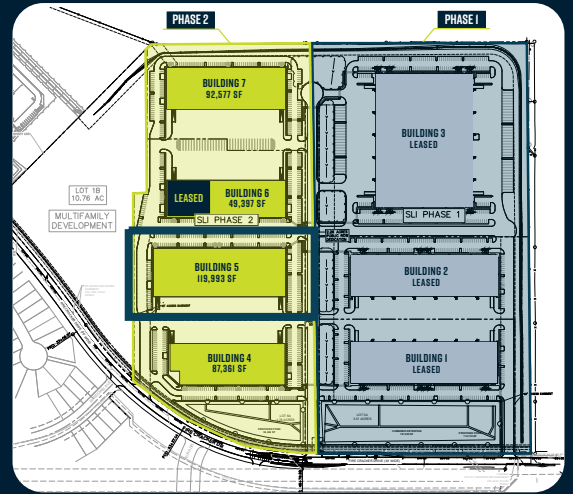 PHASE 2
PHASE 1
BUILDING 7
92,577 SF
BUILDING 3
LEASED
LOT 1B
10.76 AC
MULTIFAMILY
DEVELOPMENT
LEASED
BUILDING 6
49,397 SF
SLI PHASE 2
SLI PHASE 1
BUILDING 5
119,993 SF
BUILDING 2
LEASED
BUILDING 4
87,361 SF
BUILDING 1
LEASED